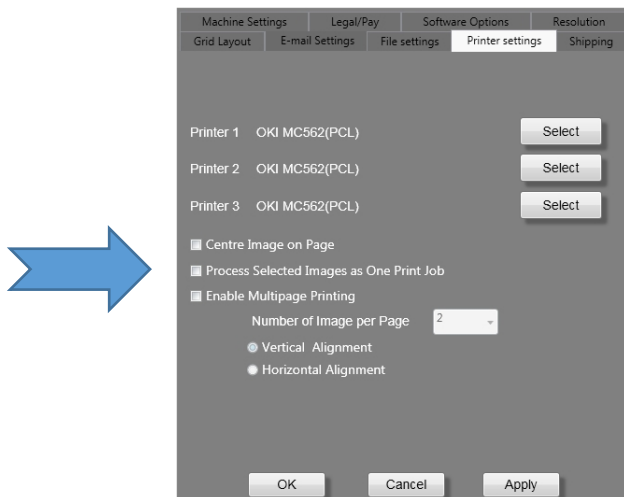 Machine Settings Legal/Pay Software Options Resolution
Grid Layout E-mail Settings File settings Printer settings Shipping
Printer 1 OKI MC562(PCL) Select
Printer 2 OKI MC562(PCL) Select
Printer 3 OKI MC562(PCL) Select
Centre Image on Page
Process Selected Images as One Print Job
Enable Multipage Printing
Number of Image per Page 2
Vertical Alignment
Horizontal Alignment
OK Cancel Apply